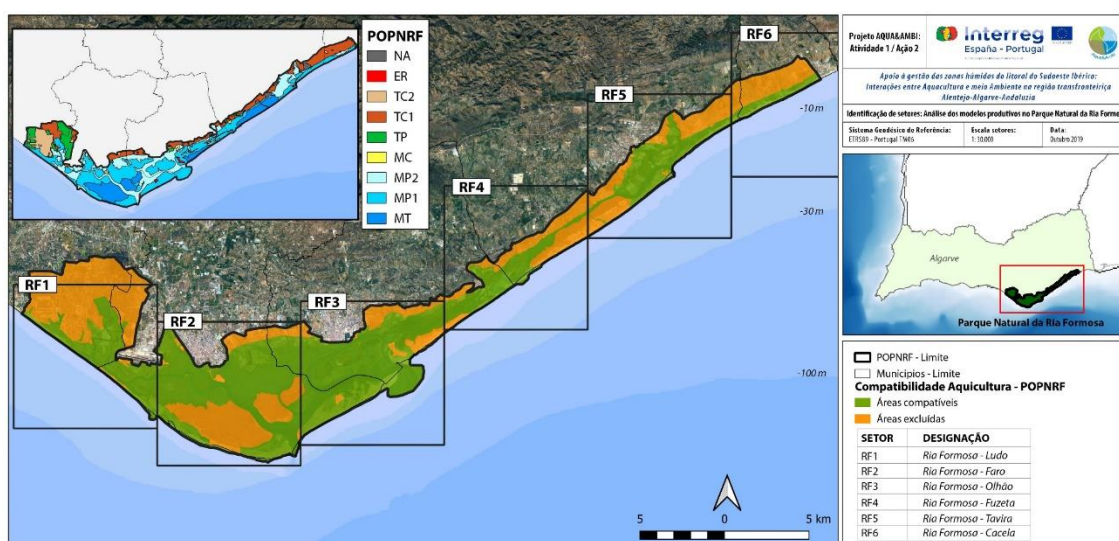 POPNRF
NA
ER
TC2
TC1
TP
MC
MP2
MP1
MT
RF1
RF2
RF3
RF4
RF5
RF6
-10 m
-30 m
-100 m
5 0 5 km
Projeto AQUA&AMBI:
Atividade 1 / Ação 2
Interreg
España - Portugal
Apoio à gestão das zonas húmidas do litoral do Sudoeste Ibérico:
Interações entre Aquacultura e meio Ambiente na região transfronteiriça
Alentejo-Algarve-Andaluzia
Identificação de setores: Análise dos modelos produtivos no Parque Natural da Ria Formosa
Sistema Geodésico de Referência:
ETRS89 - Portugal TM06
Escala setores:
1:30.000
Data:
Outubro 2019
Algarve
Parque Natural da Ria Formosa
POPNRF - Limite
Municípios - Limite
Compatibilidade Aquicultura - POPNRF
Áreas compatíveis
Áreas excluídas
SETOR DESIGNAÇÃO
RF1 Ria Formosa - Ludo
RF2 Ria Formosa - Faro
RF3 Ria Formosa - Olhão
RF4 Ria Formosa - Fuzeta
RF5 Ria Formosa - Tavira
RF6 Ria Formosa - Cacela